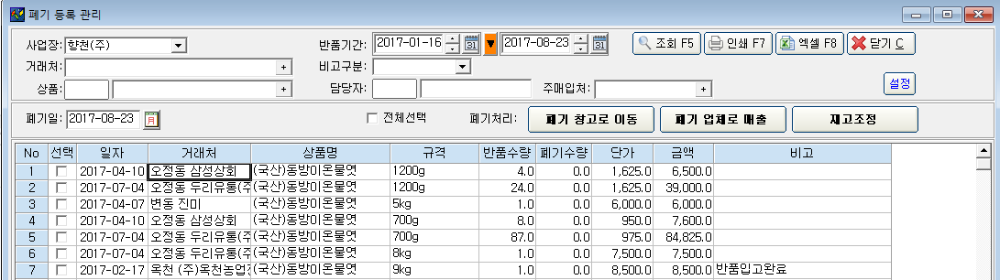 폐기 등록 관리
사업장: 향천(주) 반품기간: 2017-01-16 31 ▼ 2017-08-23 31 조회 F5 인쇄 F7 엑셀 F8 닫기 C
거래처: + 비고구분:
상품: + 담당자: 주매입처: + 설정
폐기일: 2017-08-23 월 전체선택 폐기처리: 폐기 창고로 이동 폐기 업체로 매출 재고조정
No 선택 일자 거래처 상품명 규격 반품수량 폐기수량 단가 금액 비고
1 2017-04-10 오정동 삼성상회 (국산)동방미온물엿 1200g 4.0 0.0 1,625.0 6,500.0
2 2017-07-04 오정동 두리유통(주 (국산)동방미온물엿 1200g 24.0 0.0 1,625.0 39,000.0
3 2017-04-07 변동 진미 (국산)동방미온물엿 5kg 1.0 0.0 6,000.0 6,000.0
4 2017-04-10 오정동 삼성상회 (국산)동방미온물엿 700g 8.0 0.0 950.0 7,600.0
5 2017-07-04 오정동 두리유통(주 (국산)동방미온물엿 700g 87.0 0.0 975.0 84,825.0
6 2017-07-04 오정동 두리유통(주 (국산)동방미온물엿 8kg 1.0 0.0 7,500.0 7,500.0
7 2017-02-17 옥천 (주)옥천농업 (국산)동방미온물엿 9kg 1.0 0.0 8,500.0 8,500.0 반품입고완료